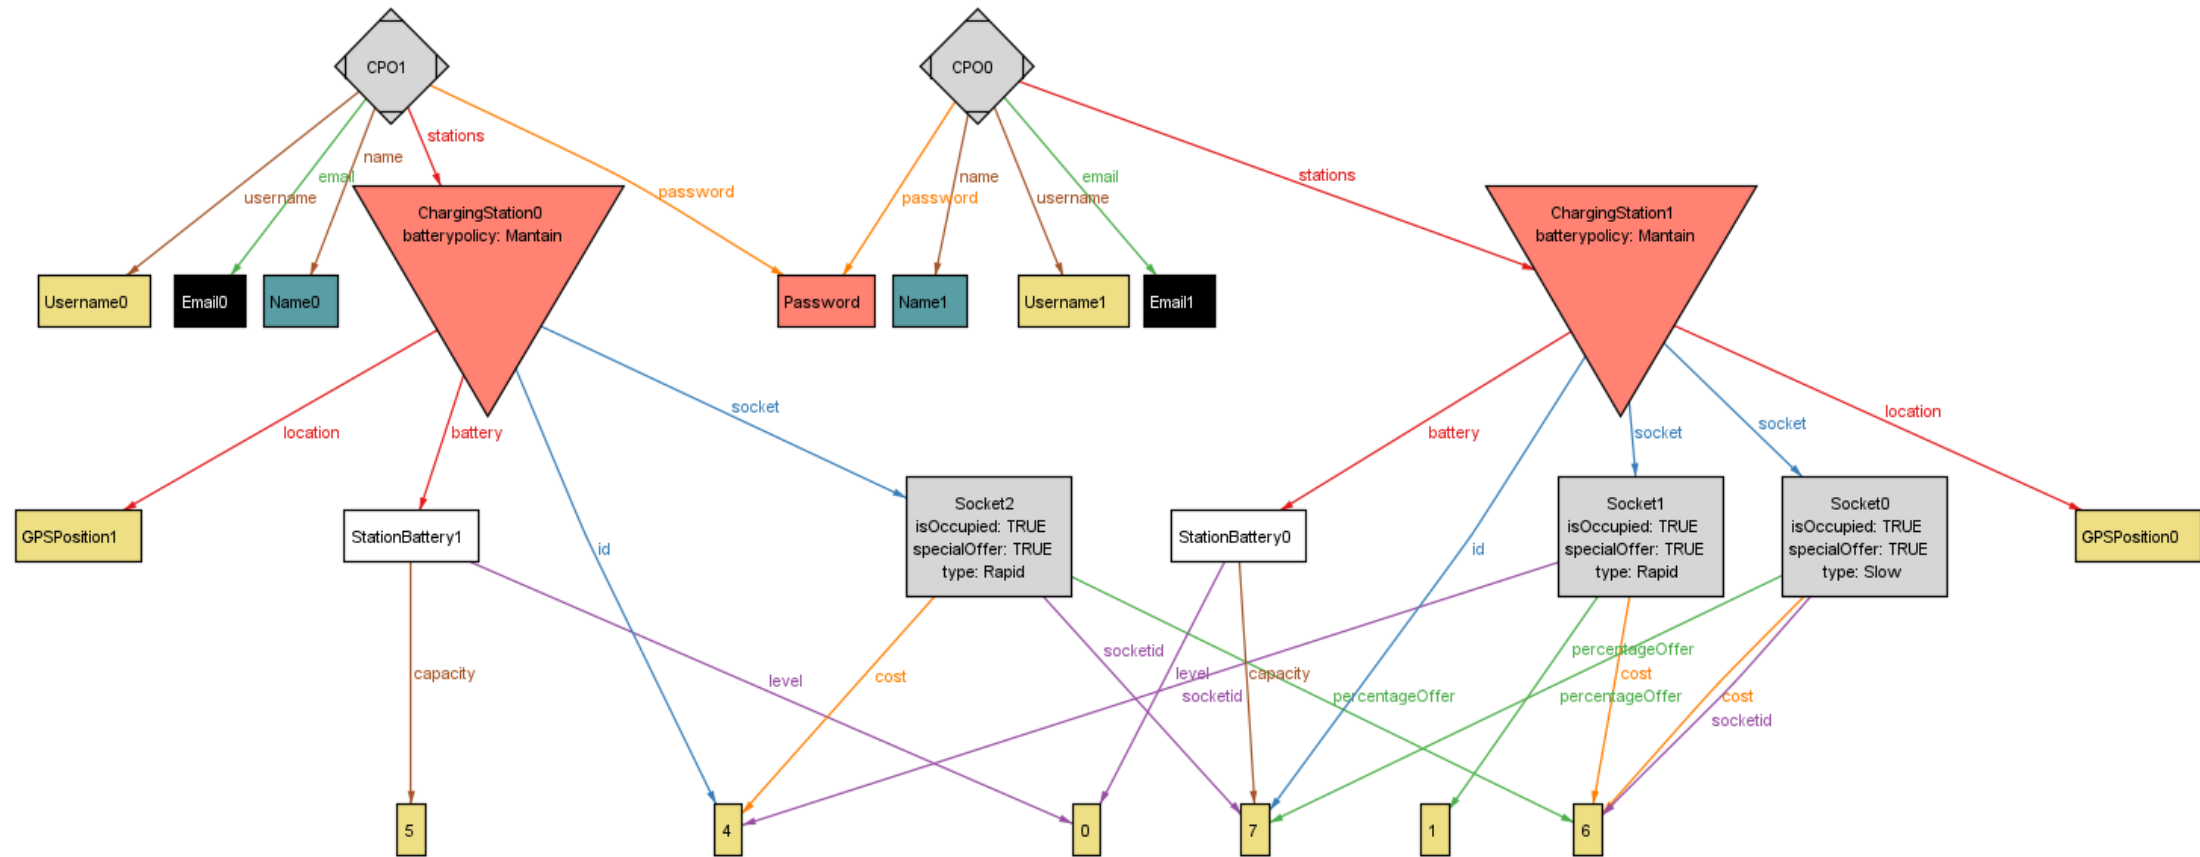 CPO1
CPO0
stations
name
email
username
password
name
email
password
username
stations
ChargingStation0
batterypolicy: Mantain
ChargingStation1
batterypolicy: Mantain
Username0
Email0
Name0
Password
Name1
Username1
Email1
socket
location
battery
battery
socket
socket
location
GPSPosition1
StationBattery1
id
Socket2
isOccupied: TRUE
specialOffer: TRUE
type: Rapid
StationBattery0
id
Socket1
isOccupied: TRUE
specialOffer: TRUE
type: Rapid
Socket0
isOccupied: TRUE
specialOffer: TRUE
type: Slow
GPSPosition0
capacity
level
cost
socketid
level
socketid
capacity
percentageOffer
percentageOffer
cost
percentageOffer
cost
socketid
5
4
0
7
1
6